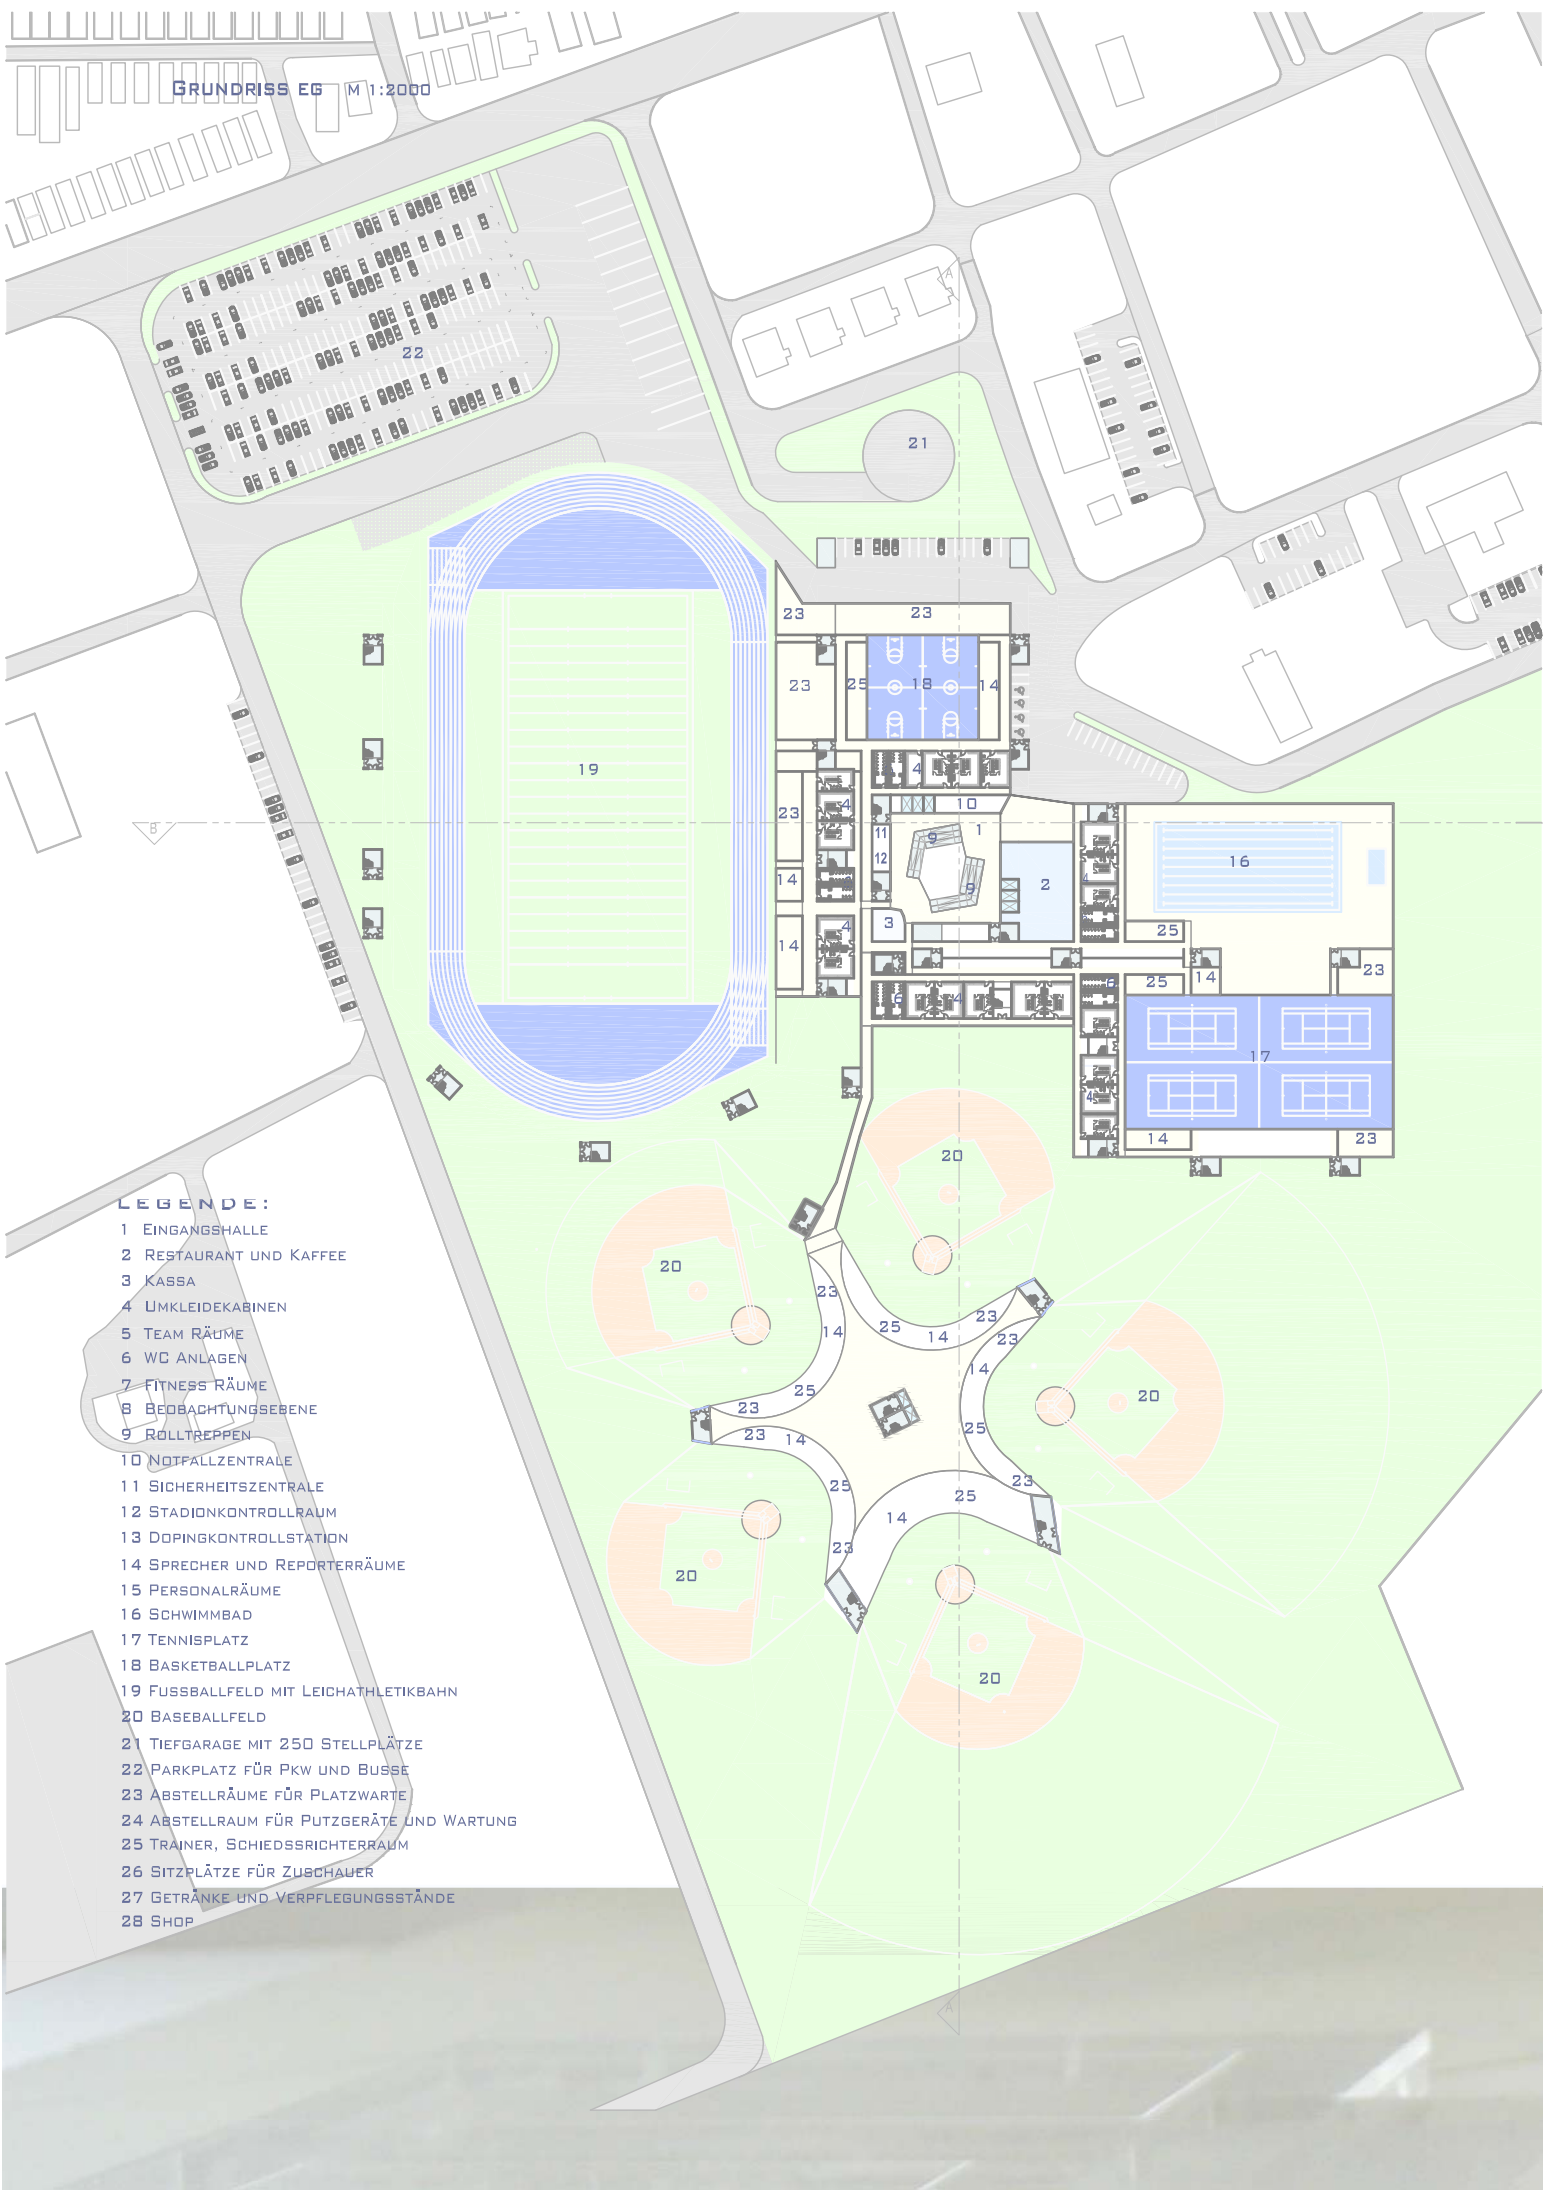 GRUNDRISS EG M 1:2000
22
A
21
23
23
23
25
18
14
19
4
23
4
10
11
9
1
B
12
16
2
9
4
14
3
4
25
14
23
14
25
6
6
4
17
4
14
23
20
20
23
14
25
14
23
23
14
20
25
23
23
14
25
25
23
25
14
23
20
20
A
LEGENDE:
1 EINGANGSHALLE
2 RESTAURANT UND KAFFEE
3 KASSA
4 UMKLEIDEKABINEN
5 TEAM RÄUME
6 WC ANLAGEN
7 FITNESS RÄUME
8 BEOBACHTUNGSEBENE
9 ROLLTREPPEN
10 NOTFALLZENTRALE
11 SICHERHEITSZENTRALE
12 STADIONKONTROLLRAUM
13 DOPINGKONTROLLSTATION
14 SPRECHER UND REPORTERRÄUME
15 PERSONALRÄUME
16 SCHWIMMBAD
17 TENNISPLATZ
18 BASKETBALLPLATZ
19 FUSSBALLFELD MIT LEICHATHLETIKBAHN
20 BASEBALLFELD
21 TIEFGARAGE MIT 250 STELLPLÄTZE
22 PARKPLATZ FÜR PKW UND BUSSE
23 ABSTELLRÄUME FÜR PLATZWARTE
24 ABSTELLRAUM FÜR PUTZGERÄTE UND WARTUNG
25 TRAINER, SCHIEDSSRICHTERRAUM
26 SITZPLÄTZE FÜR ZUSCHAUER
27 GETRÄNKE UND VERPFLEGUNGSSTÄNDE
28 SHOP